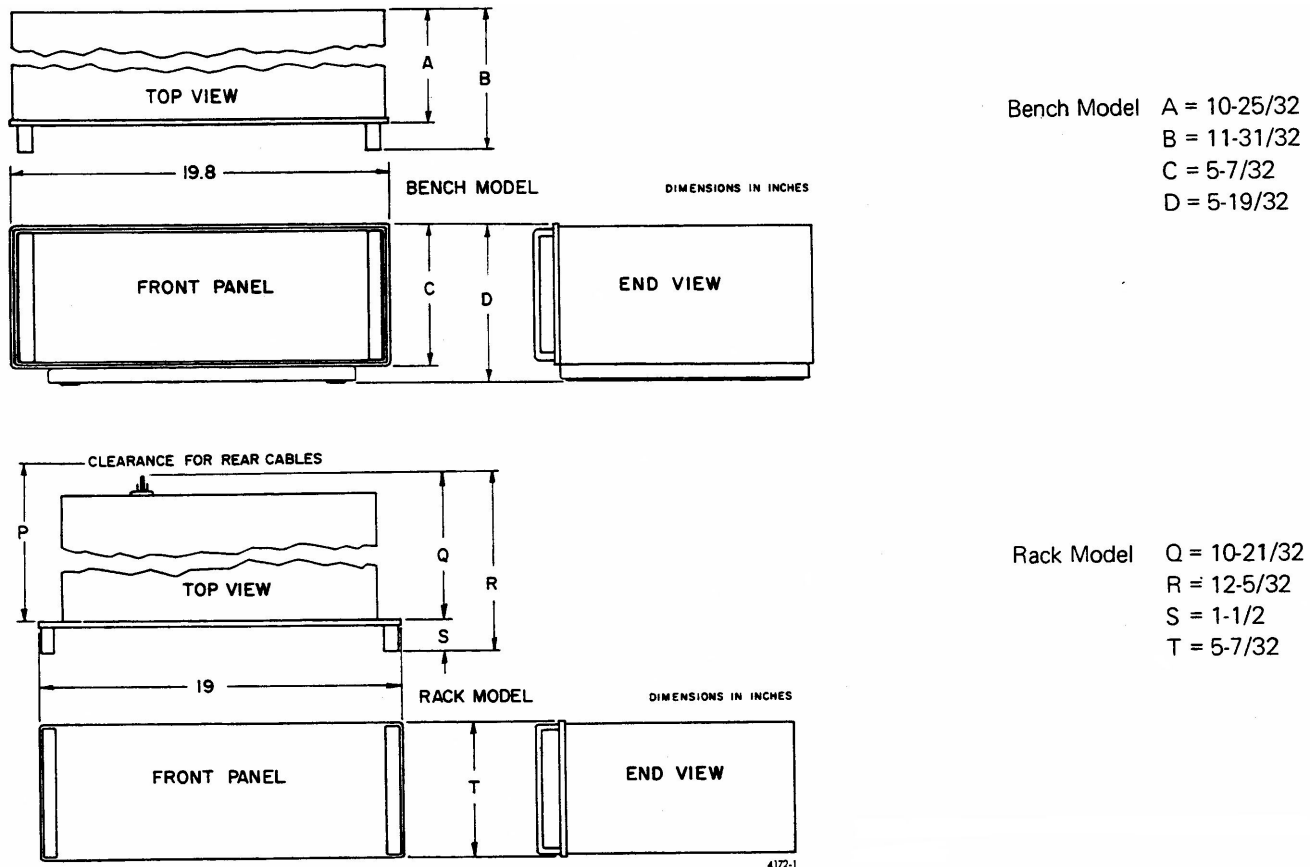 A
B
TOP VIEW
19.8
BENCH MODEL
DIMENSIONS IN INCHES
Bench Model A = 10-25/32
B = 11-31/32
C = 5-7/32
D = 5-19/32
FRONT PANEL
C
D
END VIEW
CLEARANCE FOR REAR CABLES
P
Q
R
TOP VIEW
S
19
RACK MODEL
DIMENSIONS IN INCHES
Rack Model Q = 10-21/32
R = 12-5/32
S = 1-1/2
T = 5-7/32
FRONT PANEL
T
END VIEW
4172-1